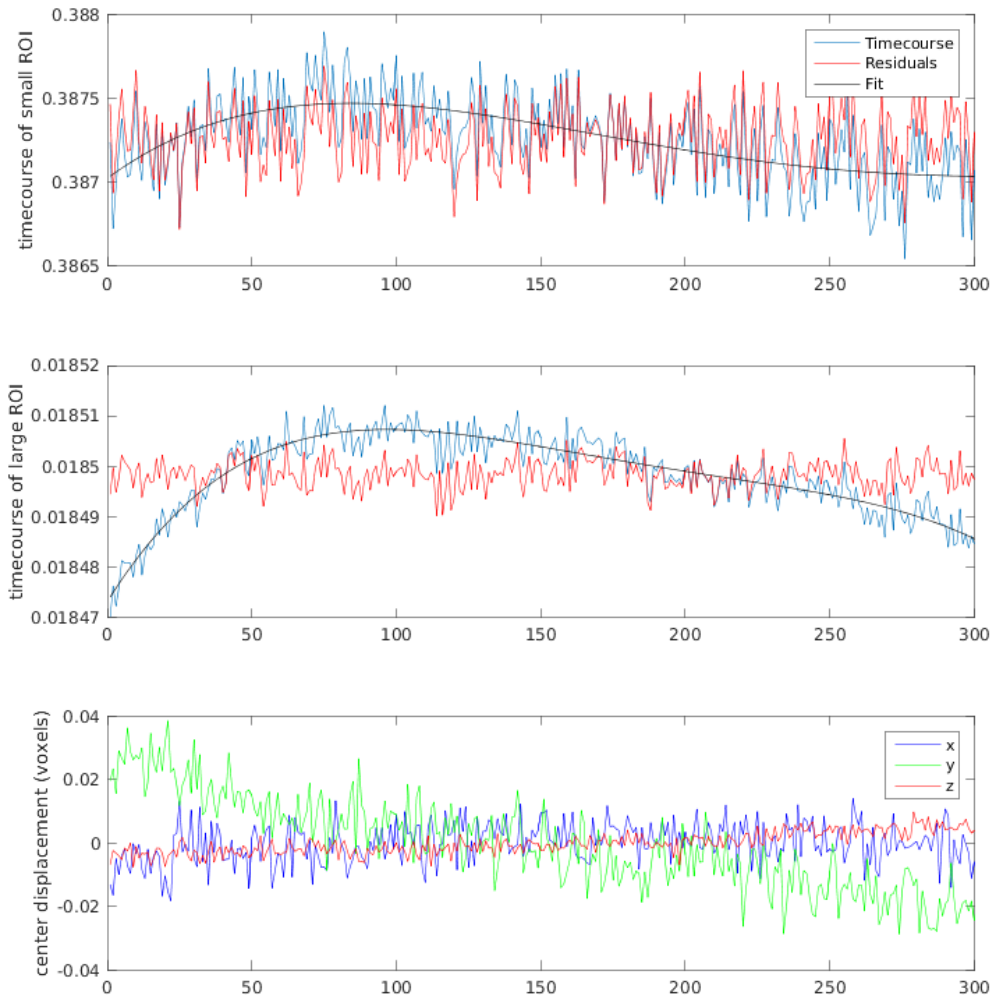 timecourse of small ROI
0.388
0.3875
0.387
0.3865
0 50 100 150 200 250 300
Timecourse
Residuals
Fit
timecourse of large ROI
0.01852
0.01851
0.0185
0.01849
0.01848
0.01847
0 50 100 150 200 250 300
center displacement (voxels)
0.04
0.02
0
-0.02
-0.04
0 50 100 150 200 250 300
x
y
z